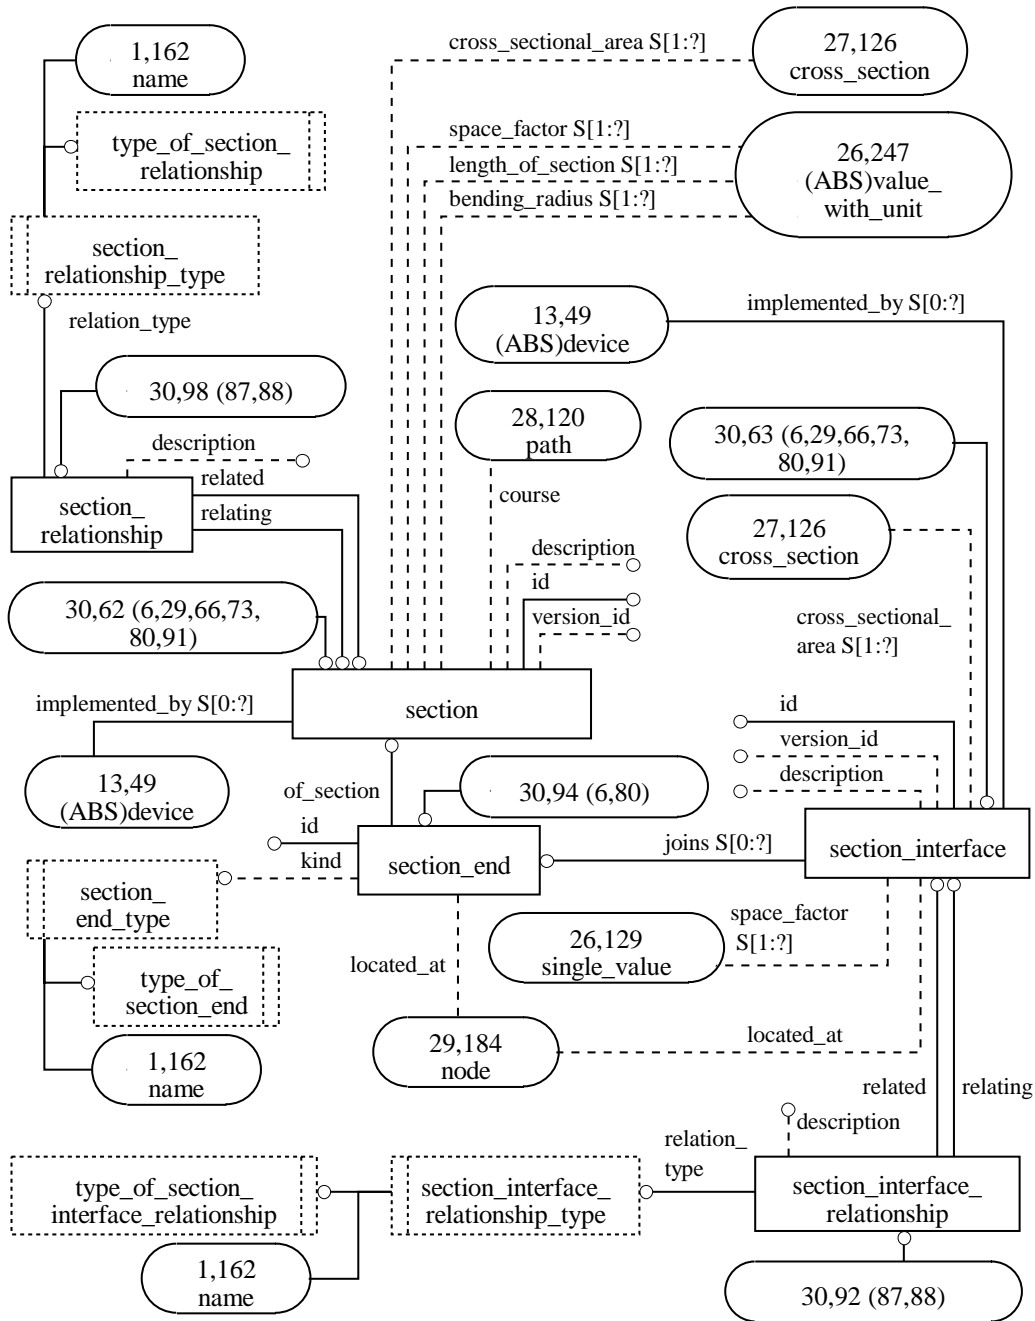 1,162
name
cross_sectional_area S[1:?]
27,126
cross_section
type_of_section_
relationship
space_factor S[1:?]
length_of_section S[1:?]
bending_radius S[1:?]
26,247
(ABS)value_
with_unit
section_
relationship_type
relation_type
13,49
(ABS)device
implemented_by S[0:?]
30,98 (87,88)
description
related
relating
section_
relationship
28,120
path
course
30,63 (6,29,66,73,
80,91)
27,126
cross_section
description
id
version_id
30,62 (6,29,66,73,
80,91)
cross_sectional_
area S[1:?]
implemented_by S[0:?]
section
id
version_id
description
13,49
(ABS)device
of_section
30,94 (6,80)
id
kind
section_end
joins S[0:?]
section_interface
section_
end_type
space_factor
S[1:?]
26,129
single_value
located_at
type_of_
section_end
1,162
name
29,184
node
located_at
related
relating
description
relation_
type
type_of_section_
interface_relationship
section_interface_
relationship_type
section_interface_
relationship
1,162
name
30,92 (87,88)